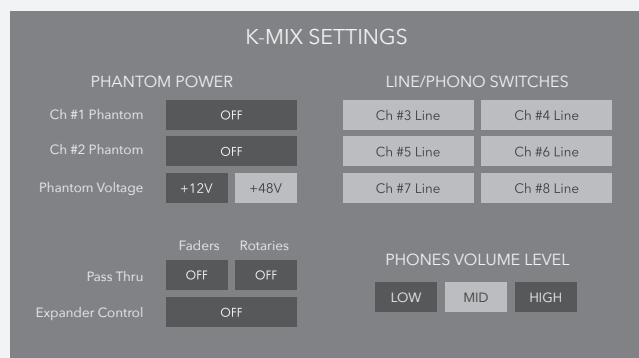 K-MIX SETTINGS
PHANTOM POWER
Ch #1 Phantom OFF
Ch #2 Phantom OFF
Phantom Voltage +12V +48V
LINE/PHONO SWITCHES
Ch #3 Line Ch #4 Line
Ch #5 Line Ch #6 Line
Ch #7 Line Ch #8 Line
Faders Rotaries
Pass Thru OFF OFF
Expander Control OFF
PHONES VOLUME LEVEL
LOW MID HIGH